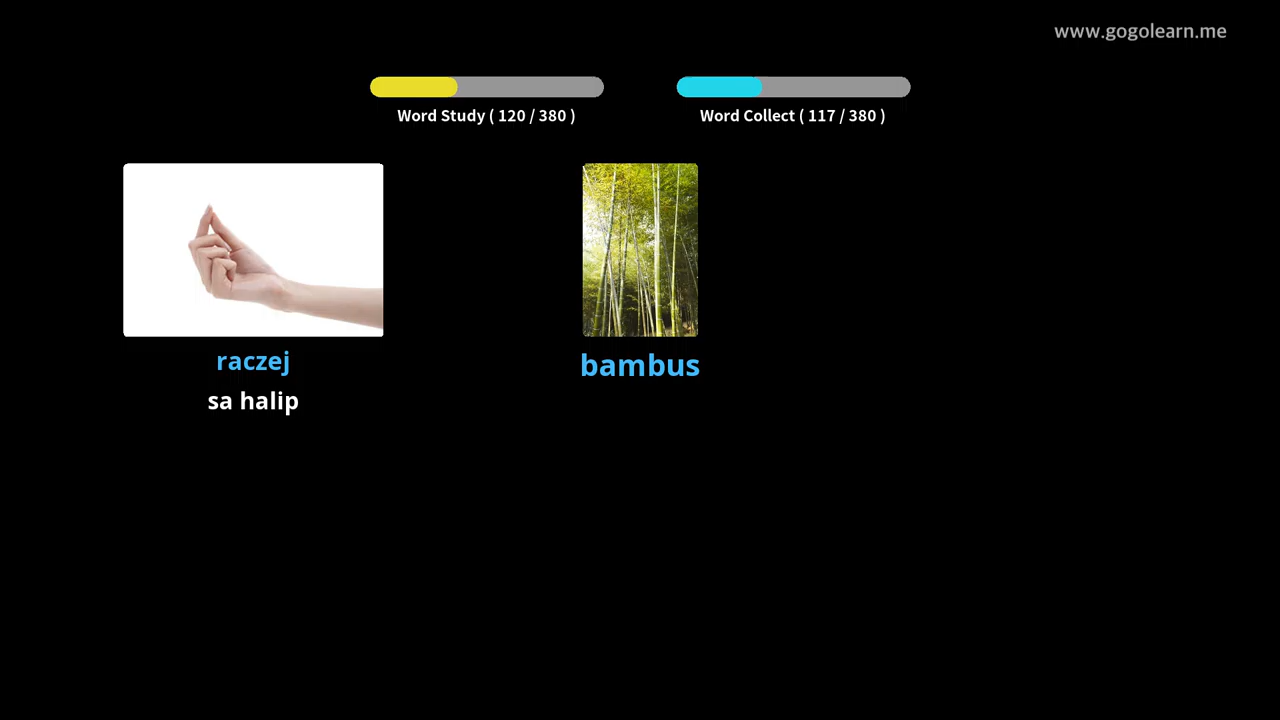 www.gogolearn.me
Word Study ( 120 / 380 )
Word Collect ( 117 / 380 )
raczej
sa halip
bambus